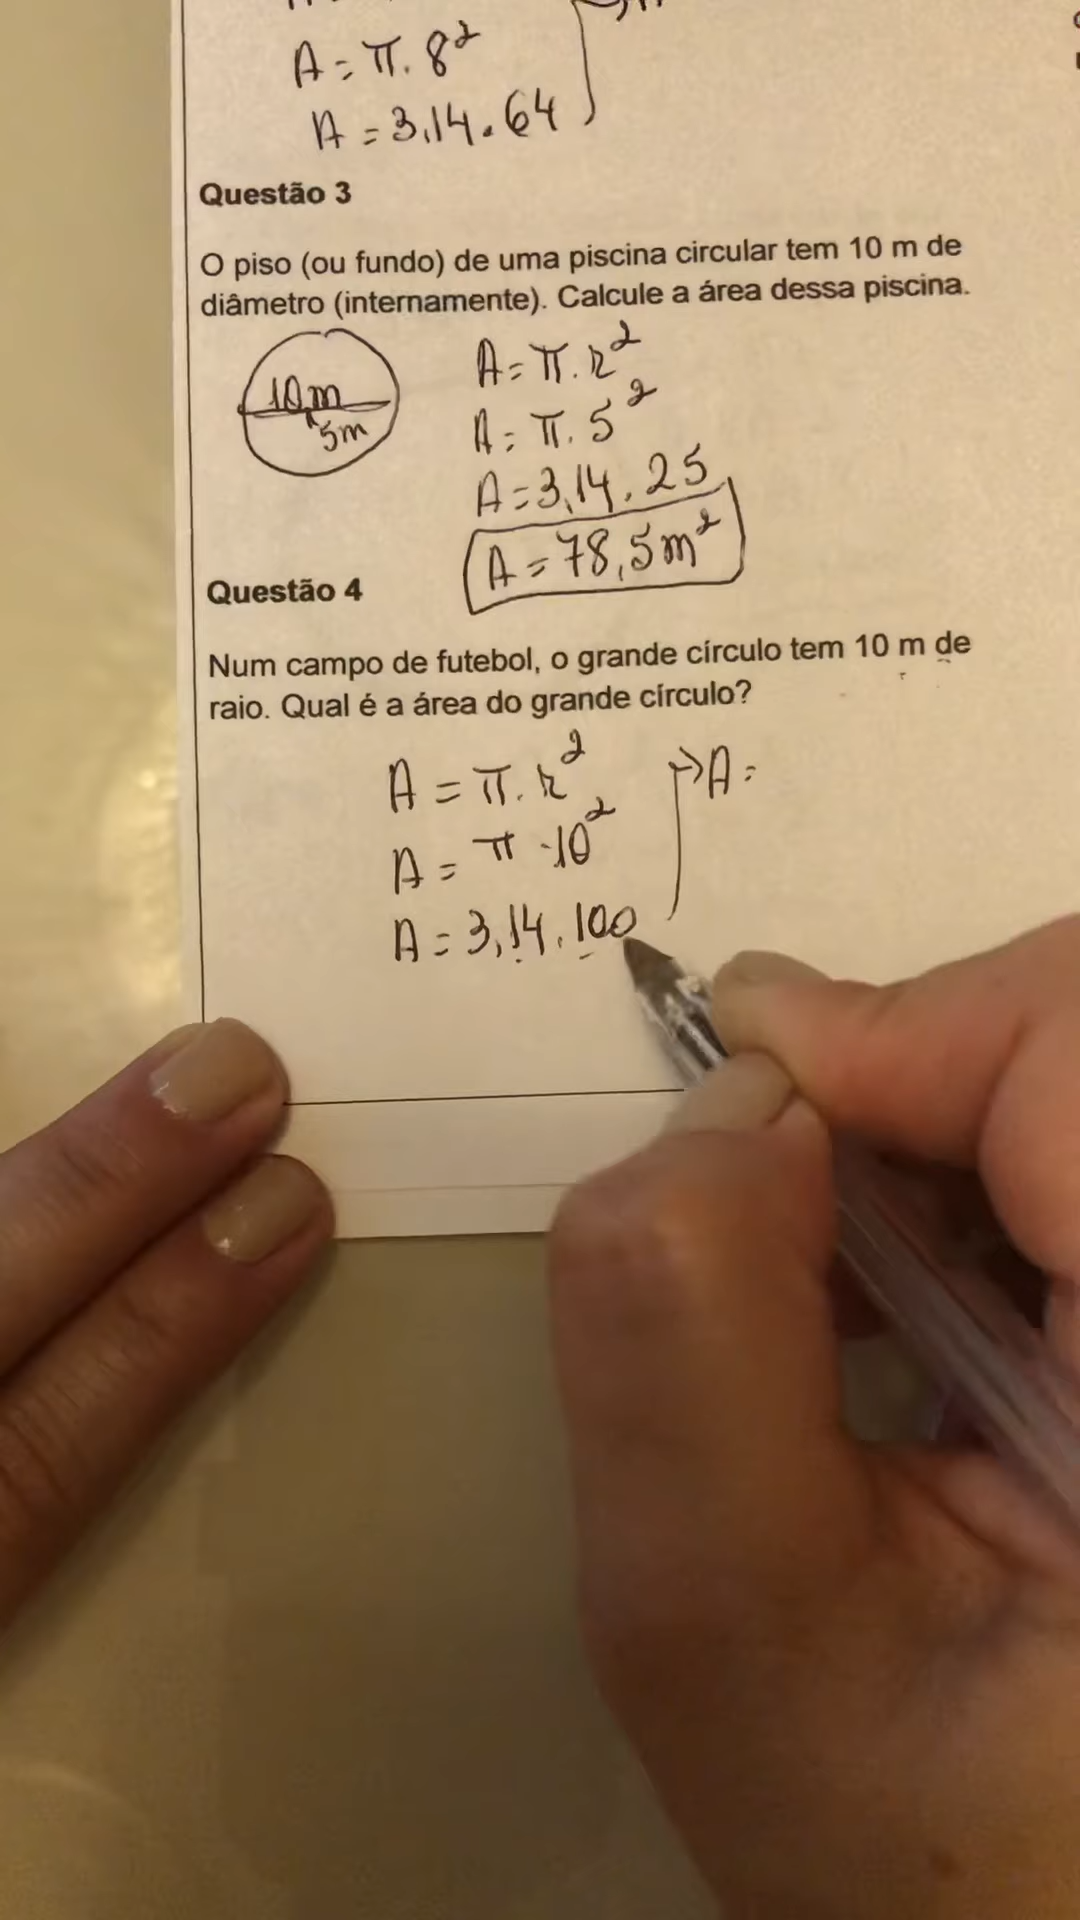 A = π . 8²
A = 3,14 . 64
Questão 3
O piso (ou fundo) de uma piscina circular tem 10 m de
diâmetro (internamente). Calcule a área dessa piscina.
10m
5m
A = π . r²
A = π . 5²
A = 3,14 . 25
A = 78,5m²
Questão 4
Num campo de futebol, o grande círculo tem 10 m de
raio. Qual é a área do grande círculo?
A = π . r²
A = π . 10²
A = 3,14 . 100
→ A =